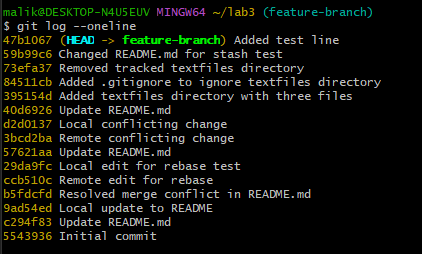 malik@DESKTOP-N4U5EUV MINGW64 ~/lab3 (feature-branch)
$ git log --oneline
47b1067 (HEAD -> feature-branch) Added test line
59b99c6 Changed README.md for stash test
73efa37 Removed tracked textfiles directory
84511cb Added .gitignore to ignore textfiles directory
395154d Added textfiles directory with three files
40d6926 Update README.md
d2d0137 Local conflicting change
3bcd2ba Remote conflicting change
57621aa Update README.md
29da9fc Local edit for rebase test
ccb510c Remote edit for rebase
b5fdcfd Resolved merge conflict in README.md
9ad54ed Local update to README
c294f83 Update README.md
5543936 Initial commit